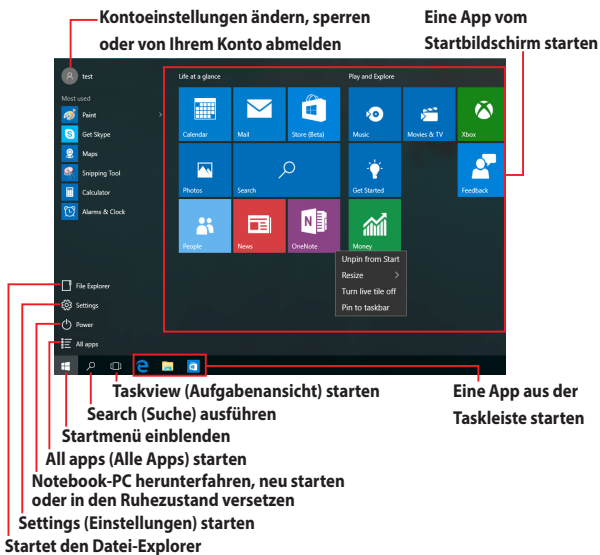 Kontoeinstellungen ändern, sperren
oder von Ihrem Konto abmelden
Eine App vom
Startbildschirm starten
test
Most used
Paint
Get Skype
Maps
Snipping Tool
Calculator
Alarms & Clock
File Explorer
Settings
Power
All apps
Life at a glance
Calendar
Mail
Store (Beta)
Photos
Search
People
News
OneNote
Play and Explore
Music
Movies & TV
Xbox
Get Started
Feedback
Money
Unpin from Start
Resize
Turn live tile off
Pin to taskbar
Taskview (Aufgabenansicht) starten
Search (Suche) ausführen
Startmenü einblenden
All apps (Alle Apps) starten
Notebook-PC herunterfahren, neu starten
oder in den Ruhezustand versetzen
Settings (Einstellungen) starten
Startet den Datei-Explorer
Eine App aus der
Taskleiste starten